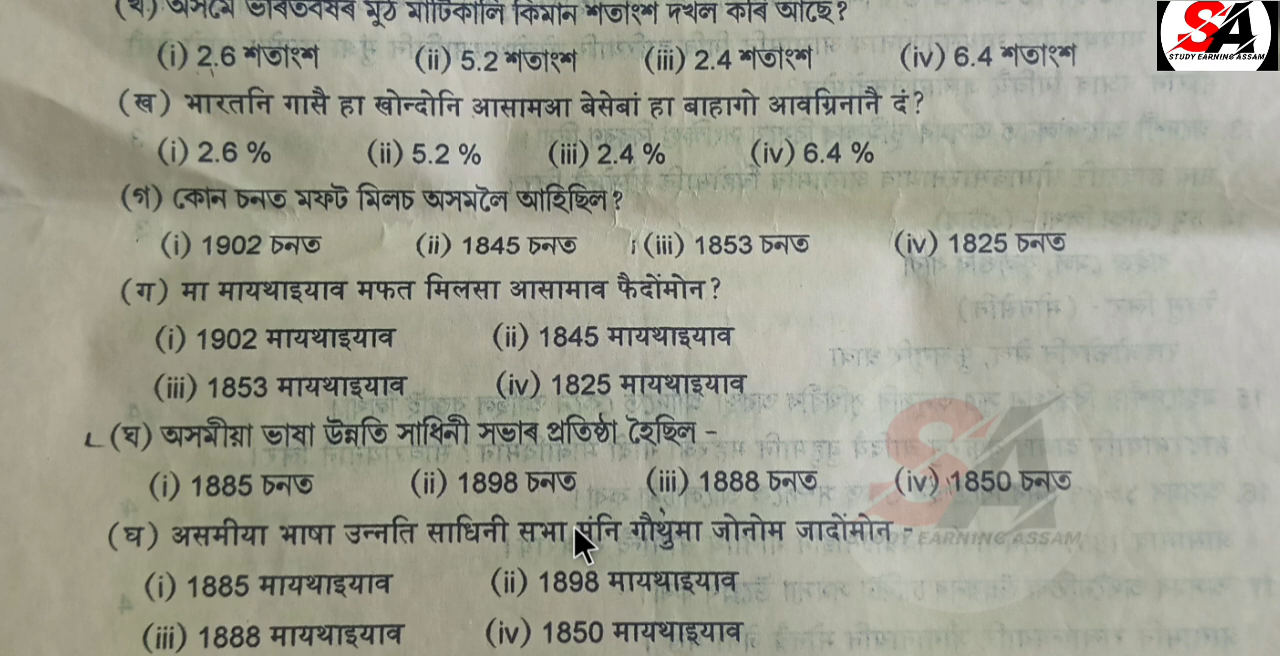 (খ) অসমে ভাৰতবৰ্ষৰ মুঠ মাটিকালি কিমান শতাংশ দখল কৰি আছে?
(i) 2.6 শতাংশ (ii) 5.2 শতাংশ (iii) 2.4 শতাংশ (iv) 6.4 শতাংশ
(ख) भारतनि गासै हा खोन्दोनि आसामआ बेसेबां हा बाहागो आवग्रिनानै दं?
(i) 2.6 % (ii) 5.2 % (iii) 2.4 % (iv) 6.4 %
(গ) কোন চনত মফট মিলচ অসমলৈ আহিছিল?
(i) 1902 চনত (ii) 1845 চনত (iii) 1853 চনত (iv) 1825 চনত
(ग) मा मायथाइयाव मफत मिलसा आसामाव फैदोंमोन?
(i) 1902 मायथाइयाव (ii) 1845 मायथाइयाव
(iii) 1853 मायथाइयाव (iv) 1825 मायथाइयाव
(ঘ) অসমীয়া ভাষা উন্নতি সাধিনী সভাৰ প্ৰতিষ্ঠা হৈছিল –
(i) 1885 চনত (ii) 1898 চনত (iii) 1888 চনত (iv) 1850 চনত
(घ) असमीया भाषा उन्नति साधिनी सभा गौथुमा जोनोम जादोंमोन –
(i) 1885 मायथाइयाव (ii) 1898 मायथाइयाव
(iii) 1888 मायथाइयाव (iv) 1850 मायथाइयाव
SA
STUDY EARNING ASSAM